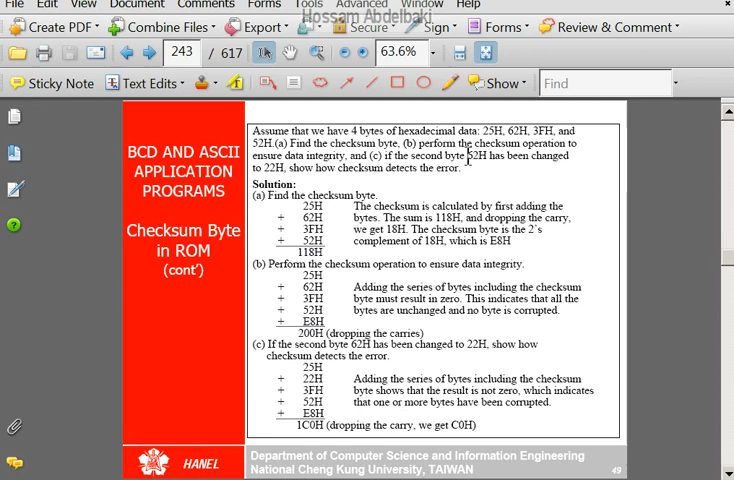 File Edit View Document Comments Forms Tools Advanced Window Help
Hossam Abdelbaki
Create PDF Combine Files Export Secure Sign Forms Review & Comment
243 / 617 63.6%
Sticky Note Text Edits Show Find
BCD AND ASCII
APPLICATION
PROGRAMS
Checksum Byte
in ROM
(cont')
Assume that we have 4 bytes of hexadecimal data: 25H, 62H, 3FH, and
52H.(a) Find the checksum byte, (b) perform the checksum operation to
ensure data integrity, and (c) if the second byte 62H has been changed
to 22H, show how checksum detects the error.
Solution:
(a) Find the checksum byte.
25H The checksum is calculated by first adding the
+ 62H bytes. The sum is 118H, and dropping the carry,
+ 3FH we get 18H. The checksum byte is the 2's
+ 52H complement of 18H, which is E8H
118H
(b) Perform the checksum operation to ensure data integrity.
25H
+ 62H Adding the series of bytes including the checksum
+ 3FH byte must result in zero. This indicates that all the
+ 52H bytes are unchanged and no byte is corrupted.
+ E8H
200H (dropping the carries)
(c) If the second byte 62H has been changed to 22H, show how
checksum detects the error.
25H
+ 22H Adding the series of bytes including the checksum
+ 3FH byte shows that the result is not zero, which indicates
+ 52H that one or more bytes have been corrupted.
+ E8H
1C0H (dropping the carry, we get C0H)
HANEL
Department of Computer Science and Information Engineering
National Cheng Kung University, TAIWAN
49